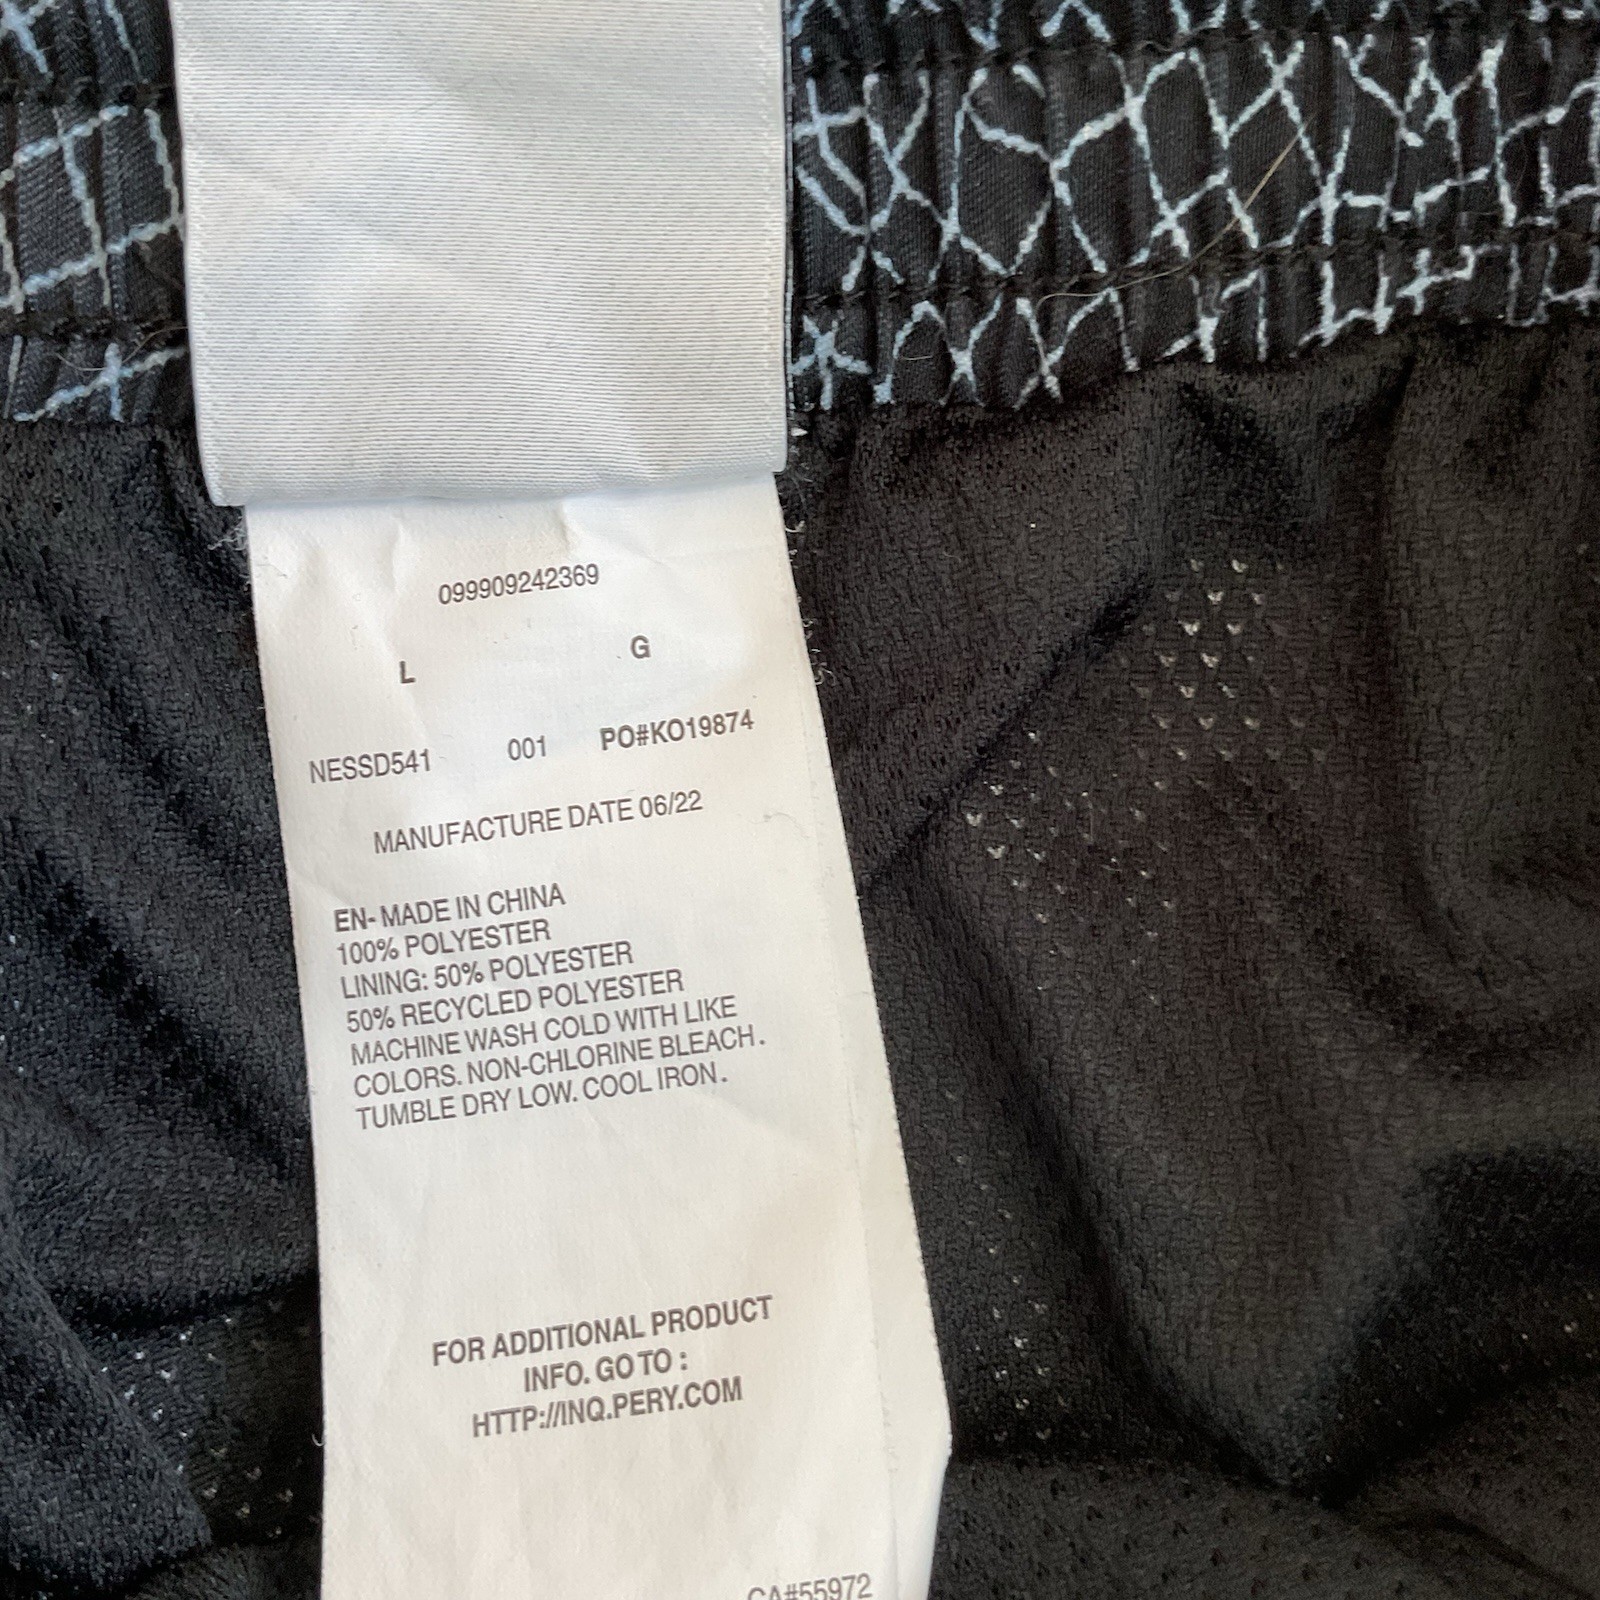 099909242369
L G
NESSD541 001 PO#KO19874
MANUFACTURE DATE 06/22
EN- MADE IN CHINA
100% POLYESTER
LINING: 50% POLYESTER
50% RECYCLED POLYESTER
MACHINE WASH COLD WITH LIKE
COLORS. NON-CHLORINE BLEACH.
TUMBLE DRY LOW. COOL IRON.
FOR ADDITIONAL PRODUCT
INFO. GO TO :
HTTP://INQ.PERY.COM
CA#55972